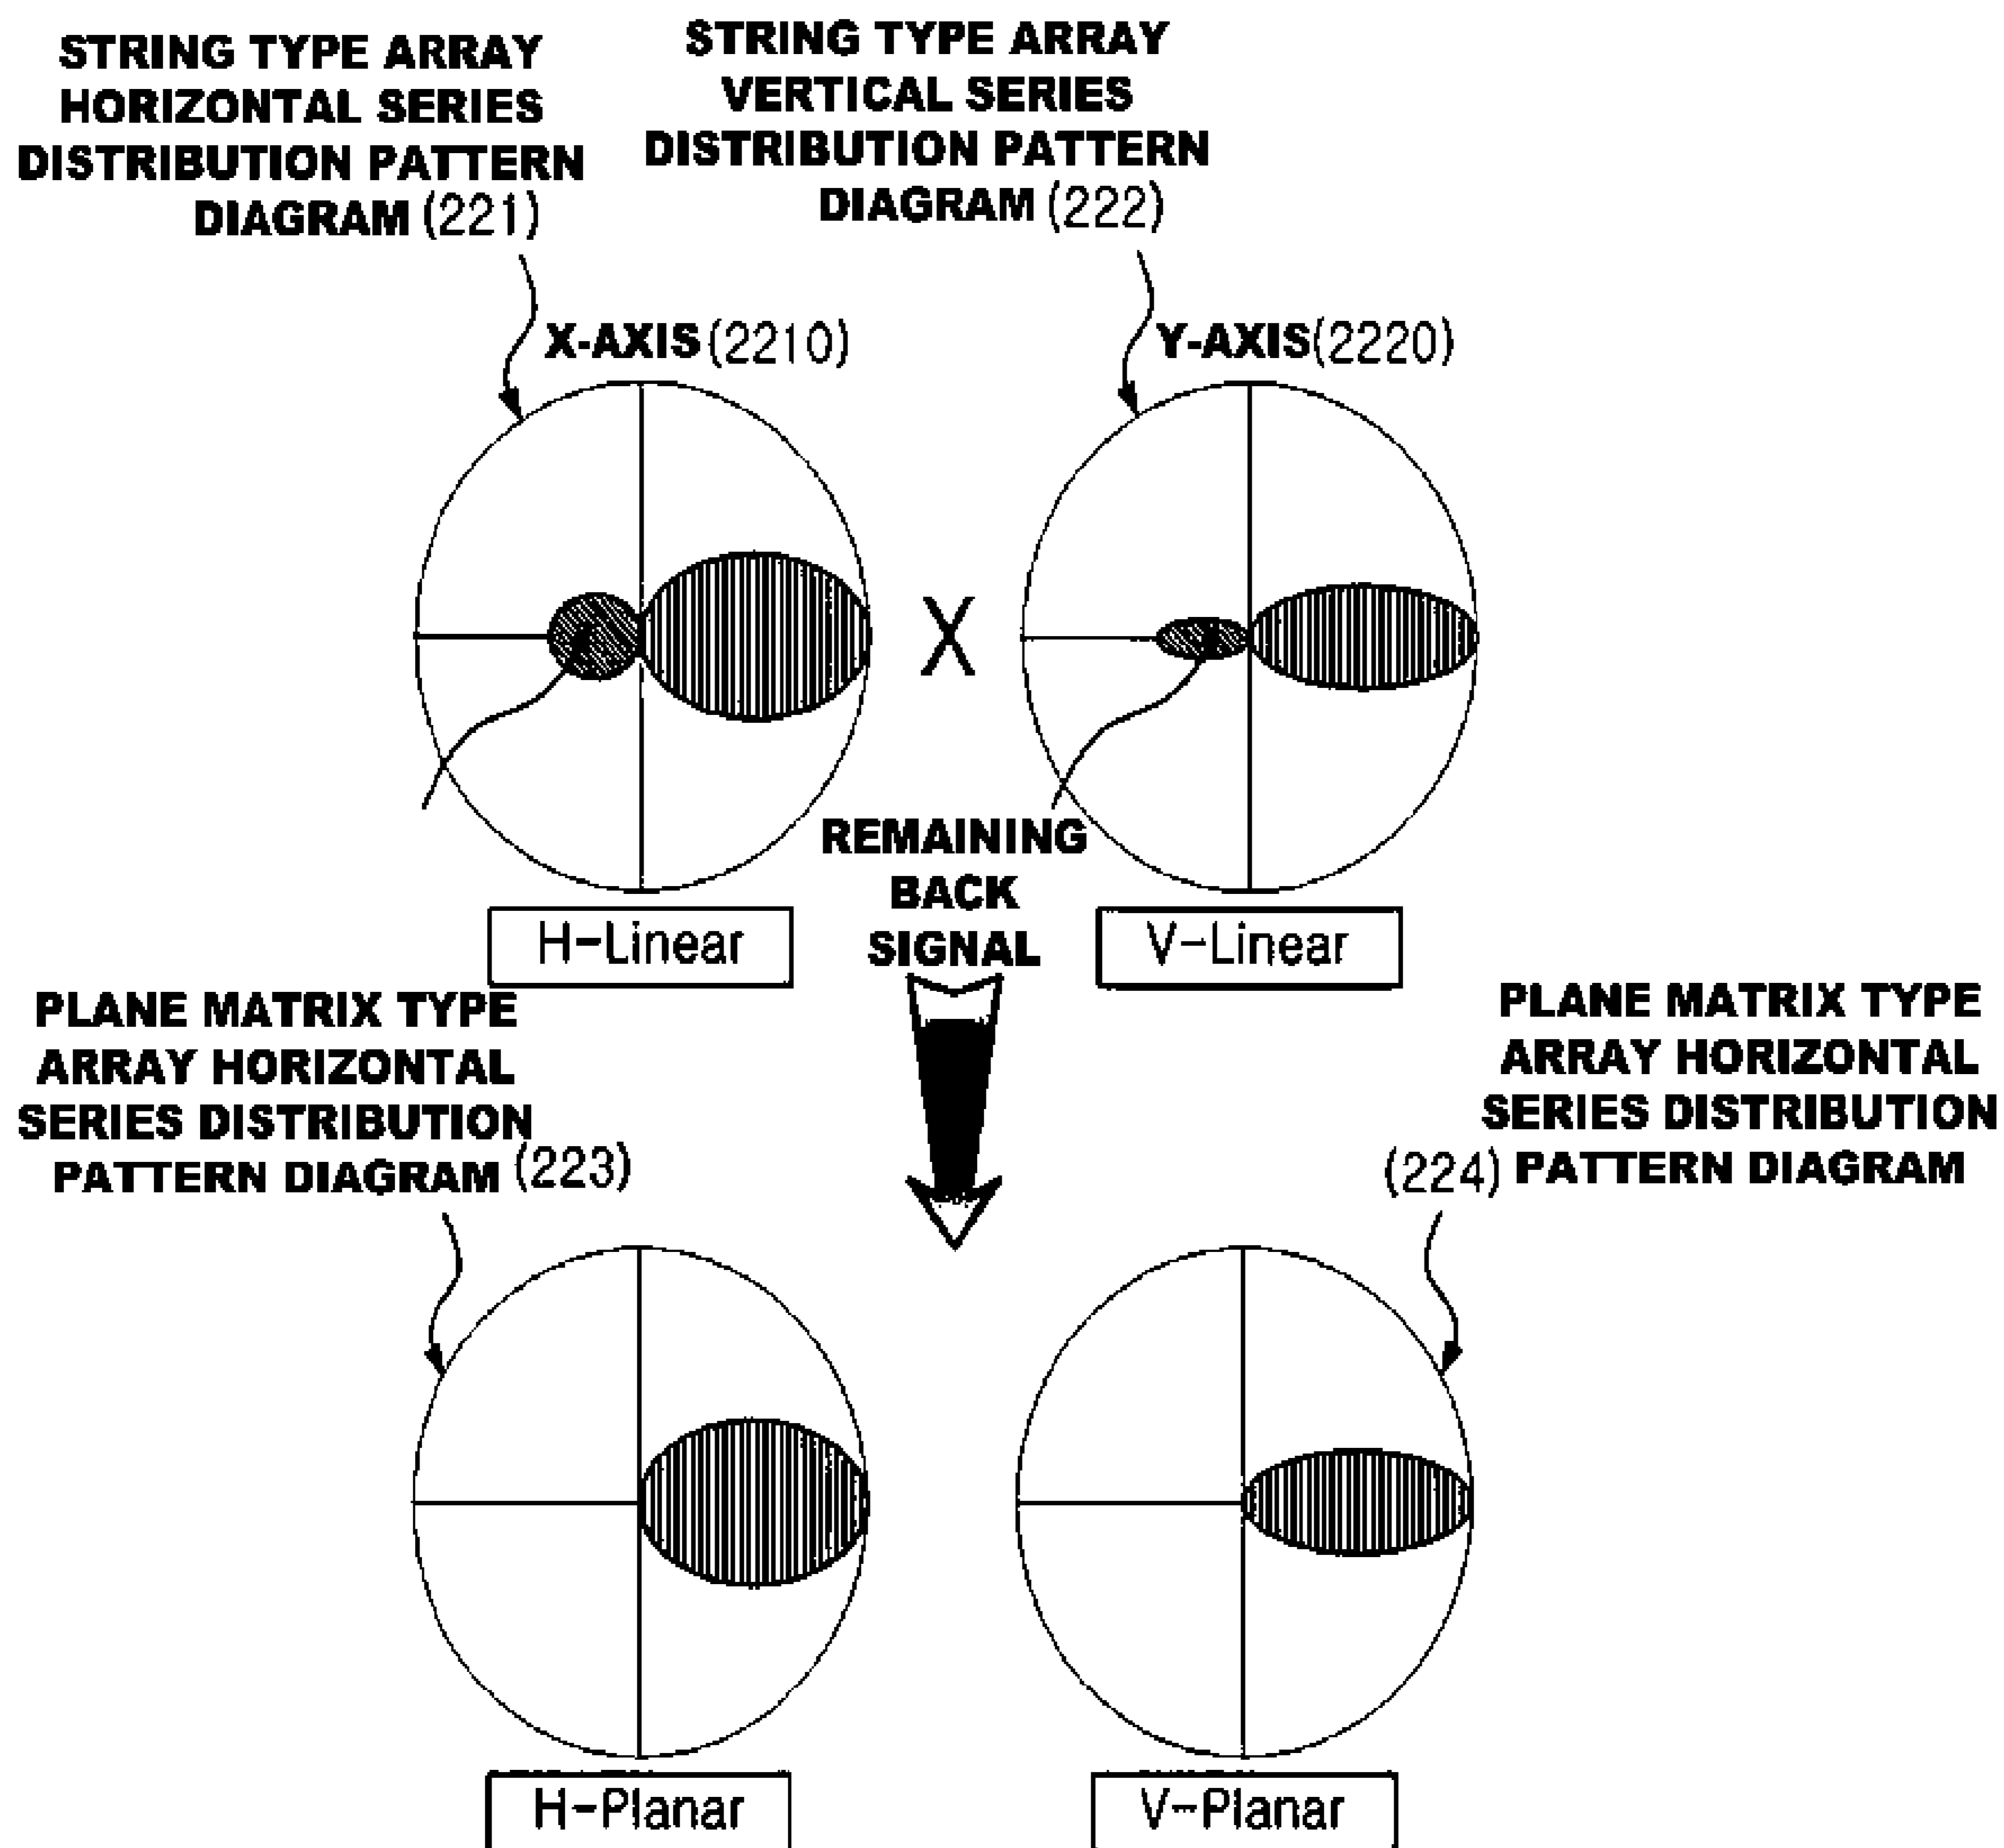 STRING TYPE ARRAY
HORIZONTAL SERIES
DISTRIBUTION PATTERN
DIAGRAM (221)
STRING TYPE ARRAY
VERTICAL SERIES
DISTRIBUTION PATTERN
DIAGRAM (222)
X-AXIS (2210)
Y-AXIS(2220)
X
REMAINING
BACK
SIGNAL
H-Linear
V-Linear
PLANE MATRIX TYPE
ARRAY HORIZONTAL
SERIES DISTRIBUTION
PATTERN DIAGRAM (223)
PLANE MATRIX TYPE
ARRAY HORIZONTAL
SERIES DISTRIBUTION
(224) PATTERN DIAGRAM
H-Planar
V-Planar